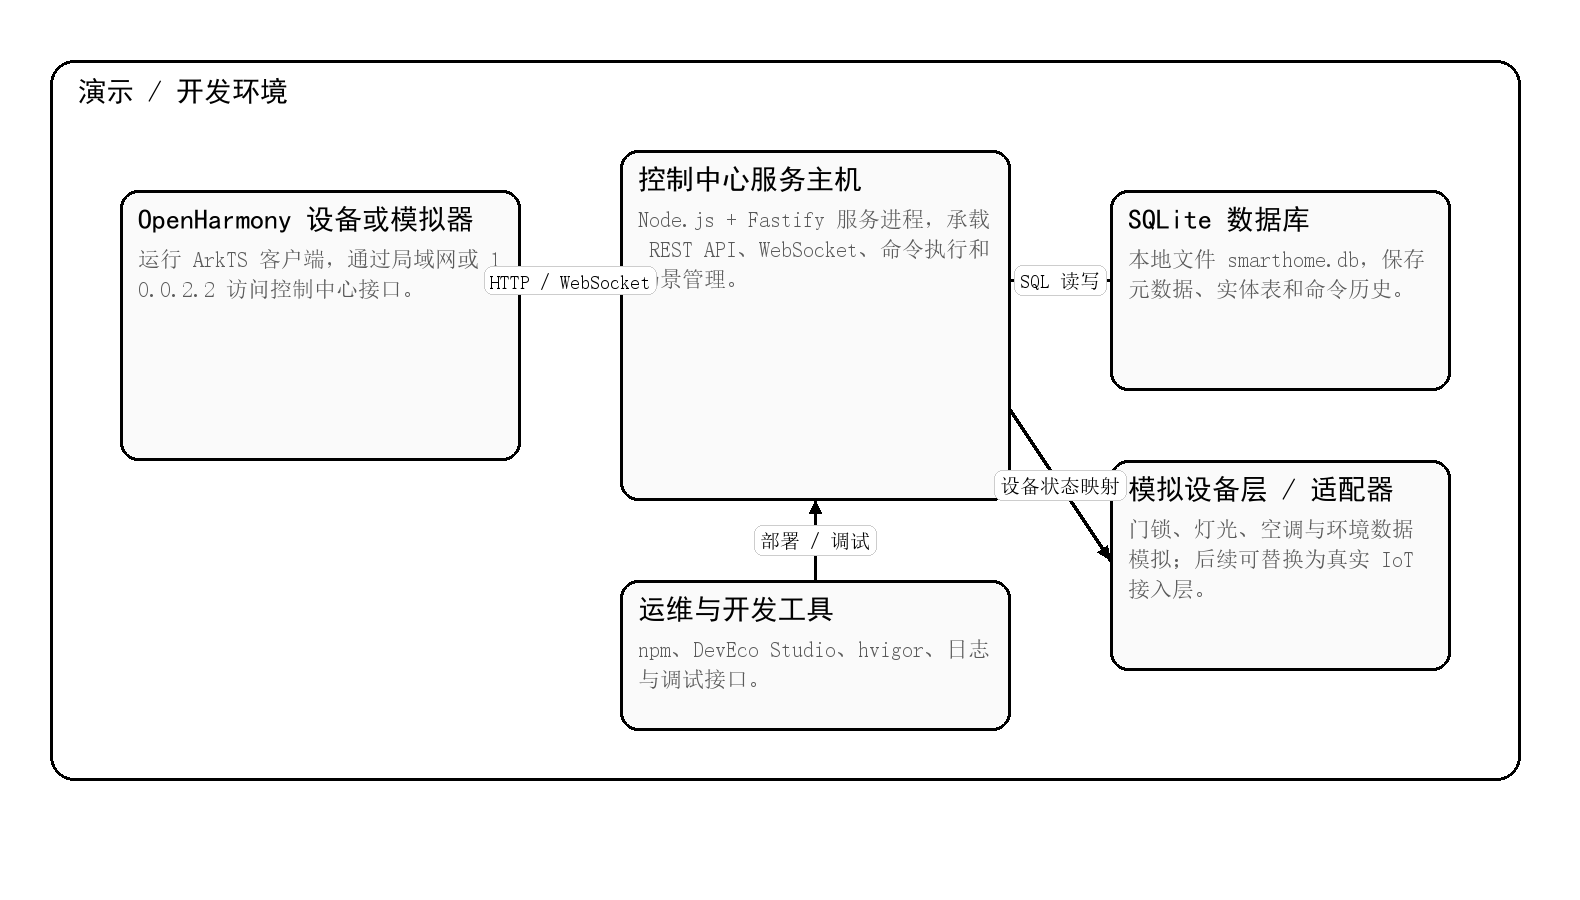 演示 / 开发环境
OpenHarmony 设备或模拟器
运行 ArkTS 客户端，通过局域网或 1
0.0.2.2 访问控制中心接口。
HTTP / WebSocket
控制中心服务主机
Node.js + Fastify 服务进程，承载
REST API、WebSocket、命令执行和
景管理。
SQL 读写
SQLite 数据库
本地文件 smarthome.db，保存
元数据、实体表和命令历史。
设备状态映射
模拟设备层 / 适配器
门锁、灯光、空调与环境数据
模拟；后续可替换为真实 IoT
接入层。
部署 / 调试
运维与开发工具
npm、DevEco Studio、hvigor、日志
与调试接口。